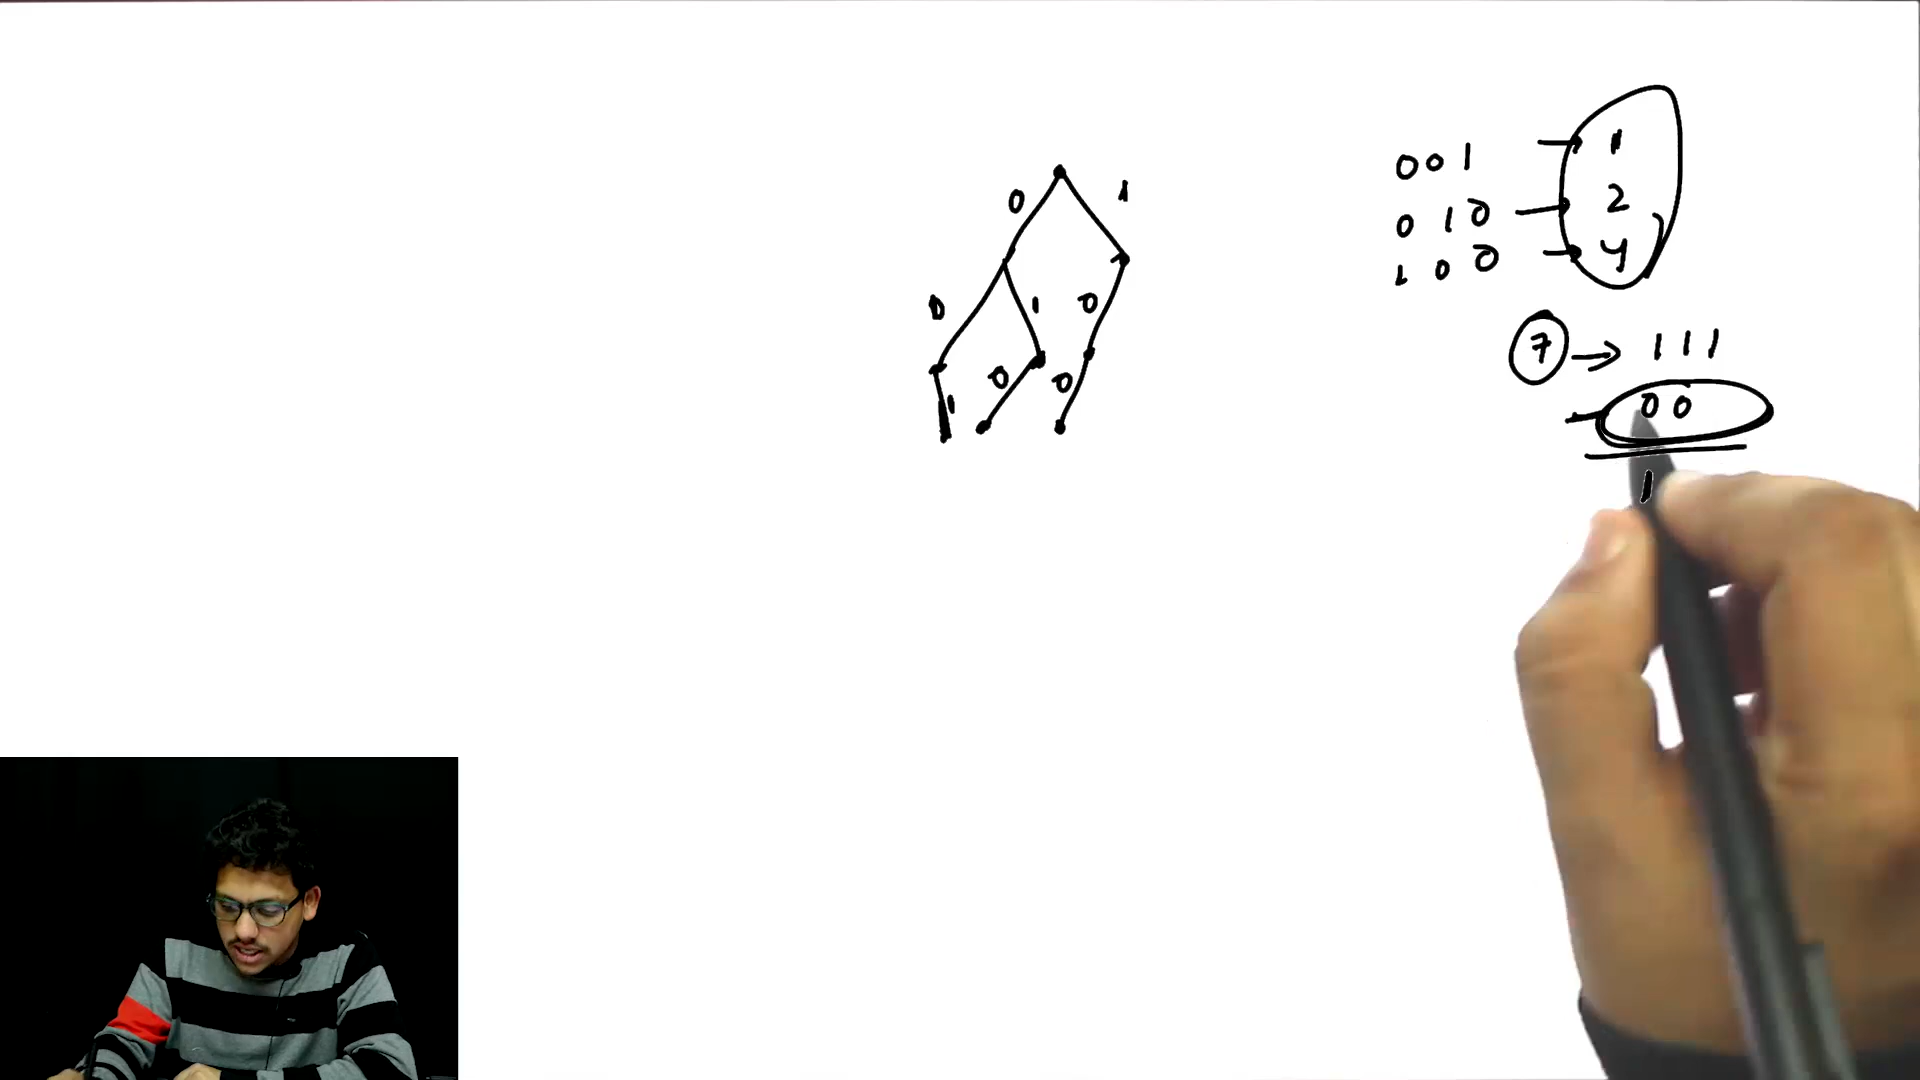 0 1
0 1 0
1 0 0
0 0 1 1
0 1 0 2
1 0 0 4
7 → 1 1 1
0 0
1